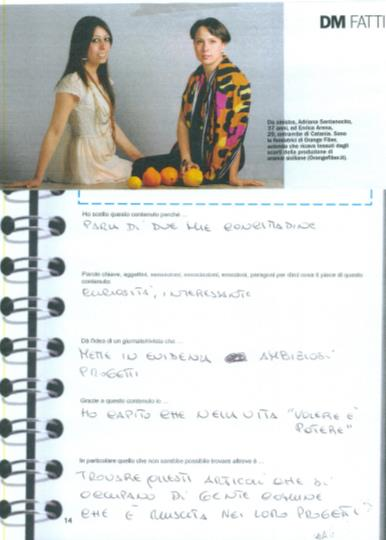 DM FATTI
Da sinistra, Adriana Santanocito,
37 anni, ed Enrica Arena,
29, entrambe di Catania. Sono
le fondatrici di Orange Fiber,
azienda che ricava tessuti dagli
scarti della produzione di
arance siciliane (Orangefiber.it).
Ho scelto questo contenuto perché ...
PARLA DI DUE MIE CONCITTADINE
Parole chiave, aggettivi, sensazioni, associazioni, emozioni, paragoni per dirci cosa ti piace di questo
contenuto
CURIOSITÀ, INTERESSANTE
Dà l'idea di un giornale/rivista che ...
METTE IN EVIDENZA AMBIZIOSI
PROGETTI
Grazie a questo contenuto io ...
HO CAPITO CHE NELLA VITA "VOLERE È
POTERE"
In particolare quello che non sarebbe possibile trovare altrove è ...
TROVARE QUESTI ARTICOLI CHE SI
OCCUPANO DI GENTE COMUNE
CHE È RIUSCITA NEI LORO PROGETTI
14